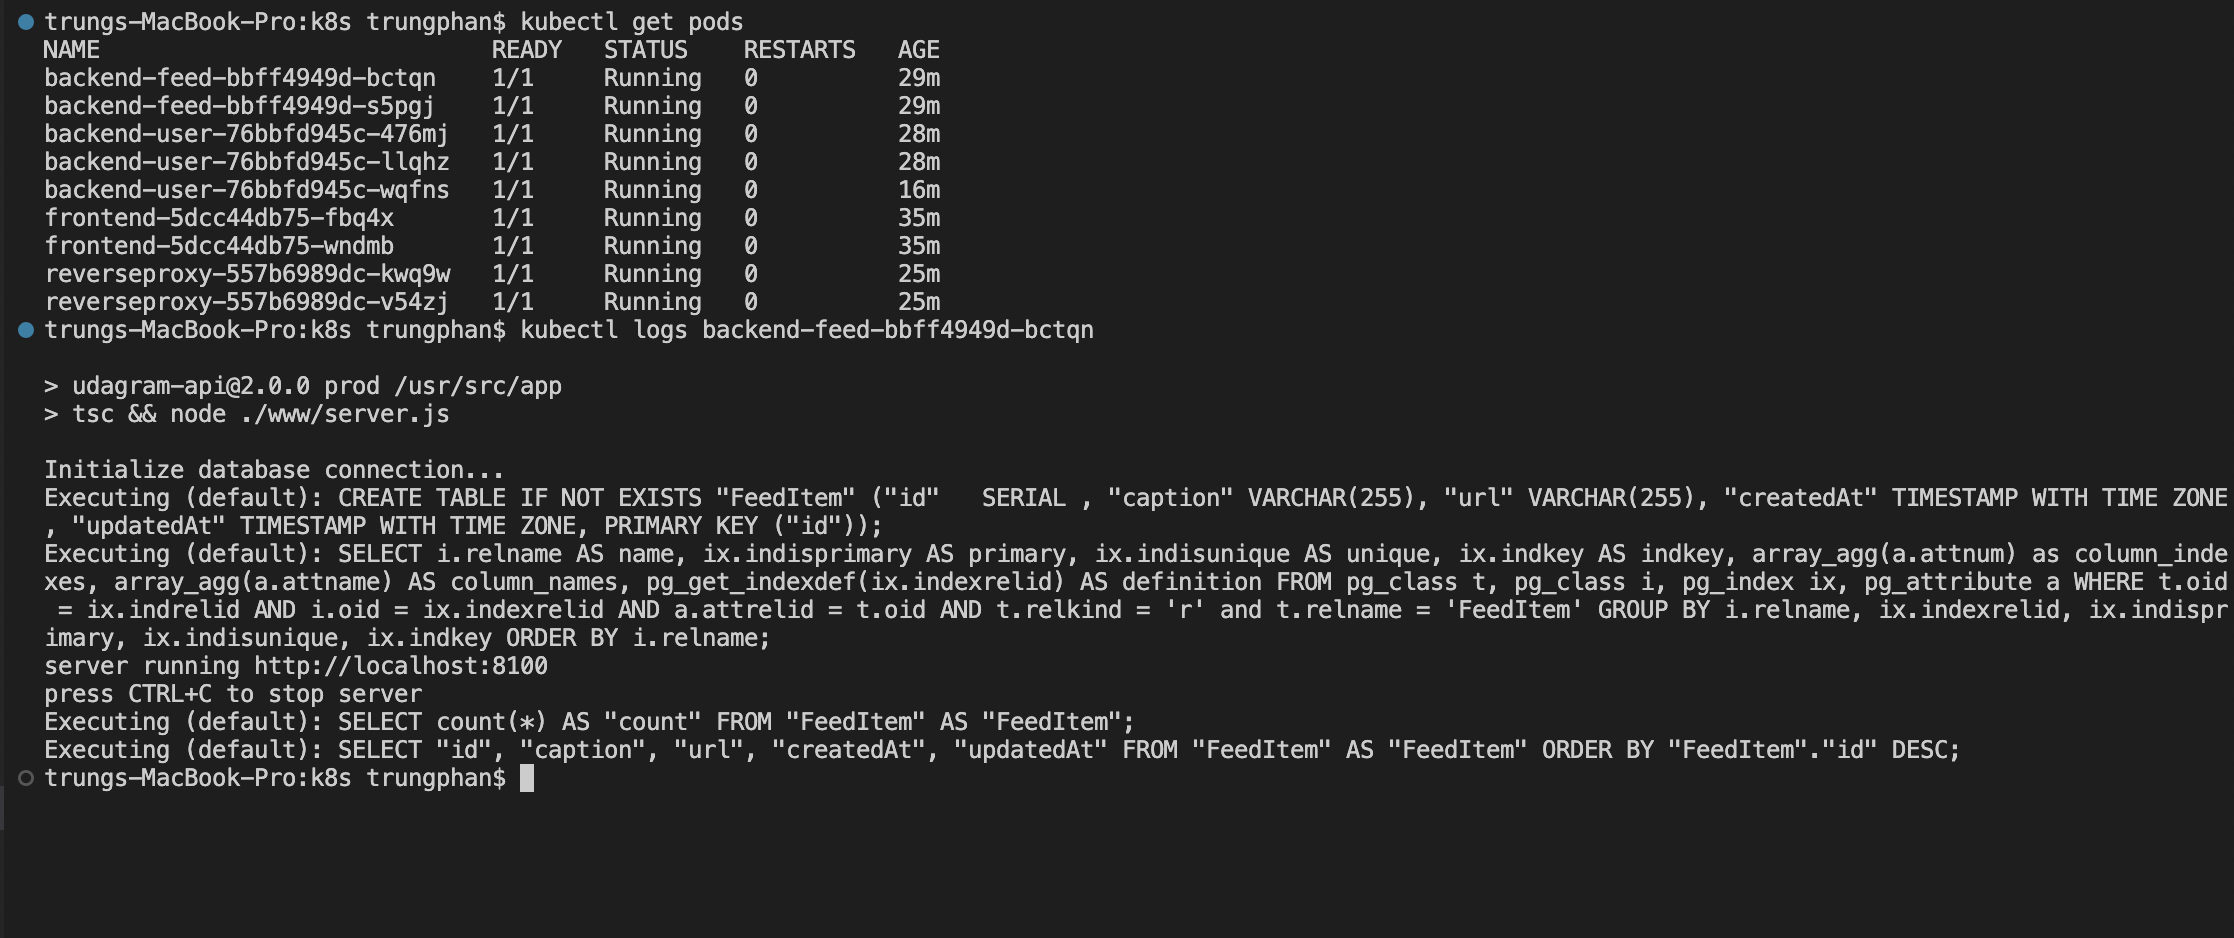 trungs-MacBook-Pro:k8s trungphan$ kubectl get pods
NAME                            READY   STATUS    RESTARTS   AGE
backend-feed-bbff4949d-bctqn    1/1     Running   0          29m
backend-feed-bbff4949d-s5pgj    1/1     Running   0          29m
backend-user-76bbfd945c-476mj   1/1     Running   0          28m
backend-user-76bbfd945c-llqhz   1/1     Running   0          28m
backend-user-76bbfd945c-wqfns   1/1     Running   0          16m
frontend-5dcc44db75-fbq4x       1/1     Running   0          35m
frontend-5dcc44db75-wndmb       1/1     Running   0          35m
reverseproxy-557b6989dc-kwq9w   1/1     Running   0          25m
reverseproxy-557b6989dc-v54zj   1/1     Running   0          25m
trungs-MacBook-Pro:k8s trungphan$ kubectl logs backend-feed-bbff4949d-bctqn
> udagram-api@2.0.0 prod /usr/src/app
> tsc && node ./www/server.js
Initialize database connection...
Executing (default): CREATE TABLE IF NOT EXISTS "FeedItem" ("id"   SERIAL , "caption" VARCHAR(255), "url" VARCHAR(255), "createdAt" TIMESTAMP WITH TIME ZONE
, "updatedAt" TIMESTAMP WITH TIME ZONE, PRIMARY KEY ("id"));
Executing (default): SELECT i.relname AS name, ix.indisprimary AS primary, ix.indisunique AS unique, ix.indkey AS indkey, array_agg(a.attnum) as column_inde
xes, array_agg(a.attname) AS column_names, pg_get_indexdef(ix.indexrelid) AS definition FROM pg_class t, pg_class i, pg_index ix, pg_attribute a WHERE t.oid
 = ix.indrelid AND i.oid = ix.indexrelid AND a.attrelid = t.oid AND t.relkind = 'r' and t.relname = 'FeedItem' GROUP BY i.relname, ix.indexrelid, ix.indispr
imary, ix.indisunique, ix.indkey ORDER BY i.relname;
server running http://localhost:8100
press CTRL+C to stop server
Executing (default): SELECT count(*) AS "count" FROM "FeedItem" AS "FeedItem";
Executing (default): SELECT "id", "caption", "url", "createdAt", "updatedAt" FROM "FeedItem" AS "FeedItem" ORDER BY "FeedItem"."id" DESC;
trungs-MacBook-Pro:k8s trungphan$